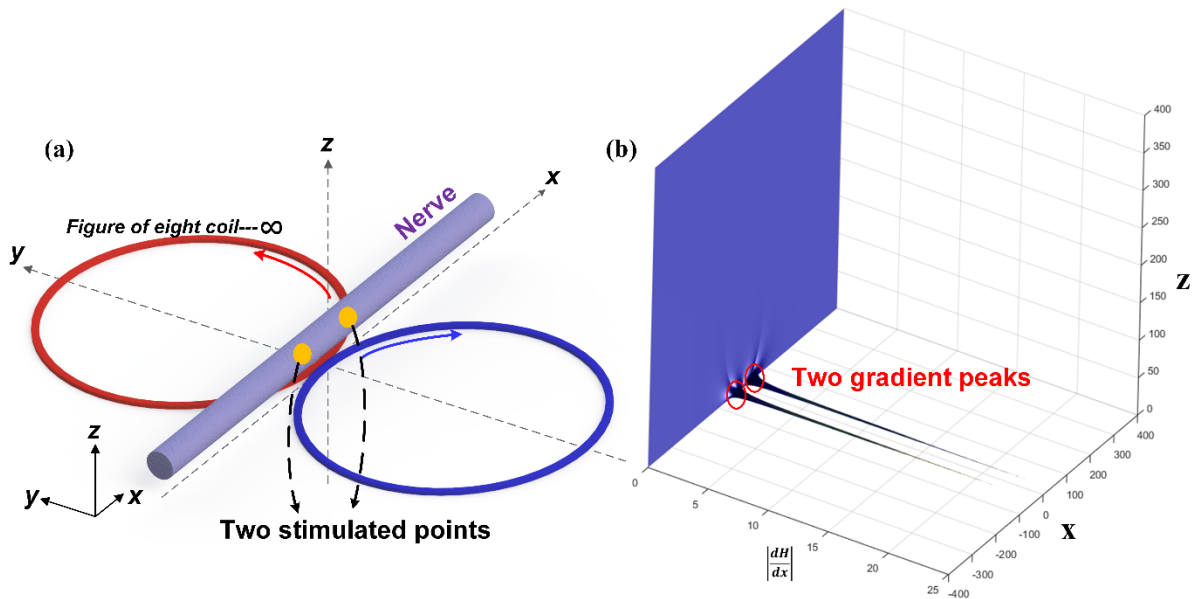 (a)
z
x
Nerve
Figure of eight coil---∞
y
z
y
x
Two stimulated points
(b)
400
350
300
250
200
150
100
50
0
Z
Two gradient peaks
400
300
200
100
0
-100
-200
-300
-400
X
0
5
10
15
20
25
|dH/dx|